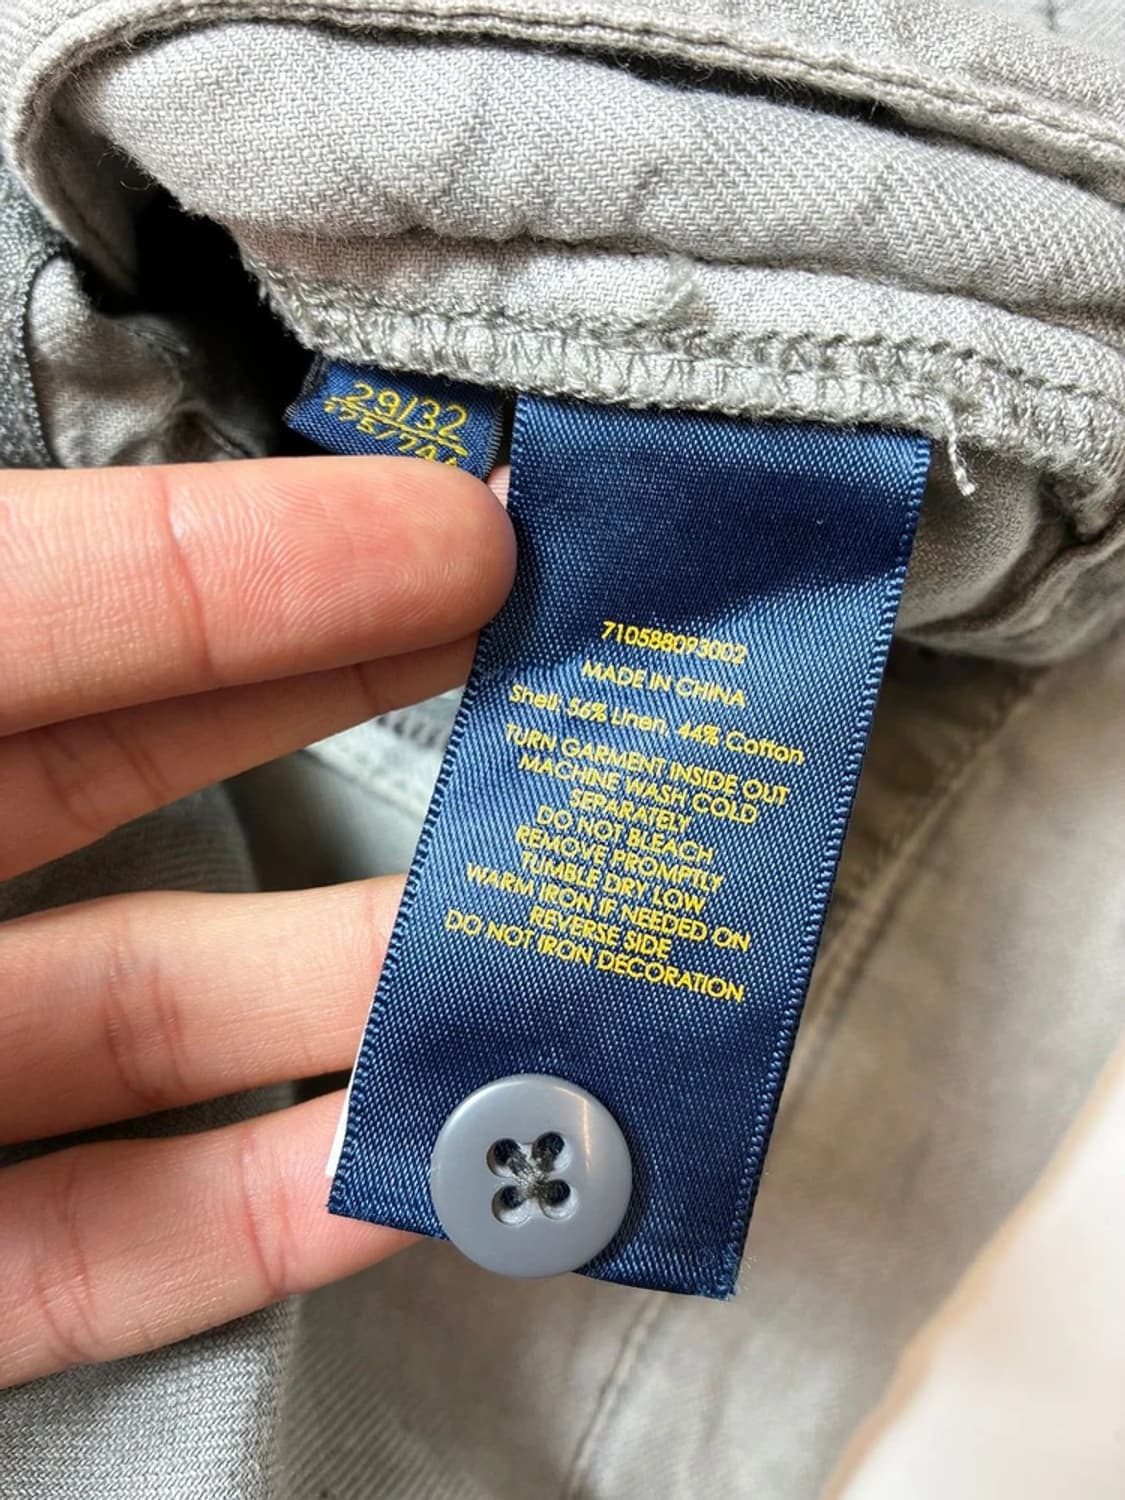 29/32
175/74A
710588093002
MADE IN CHINA
Shell: 56% Linen, 44% Cotton
TURN GARMENT INSIDE OUT
MACHINE WASH COLD
SEPARATELY
DO NOT BLEACH
REMOVE PROMPTLY
TUMBLE DRY LOW
WARM IRON IF NEEDED ON
REVERSE SIDE
DO NOT IRON DECORATION